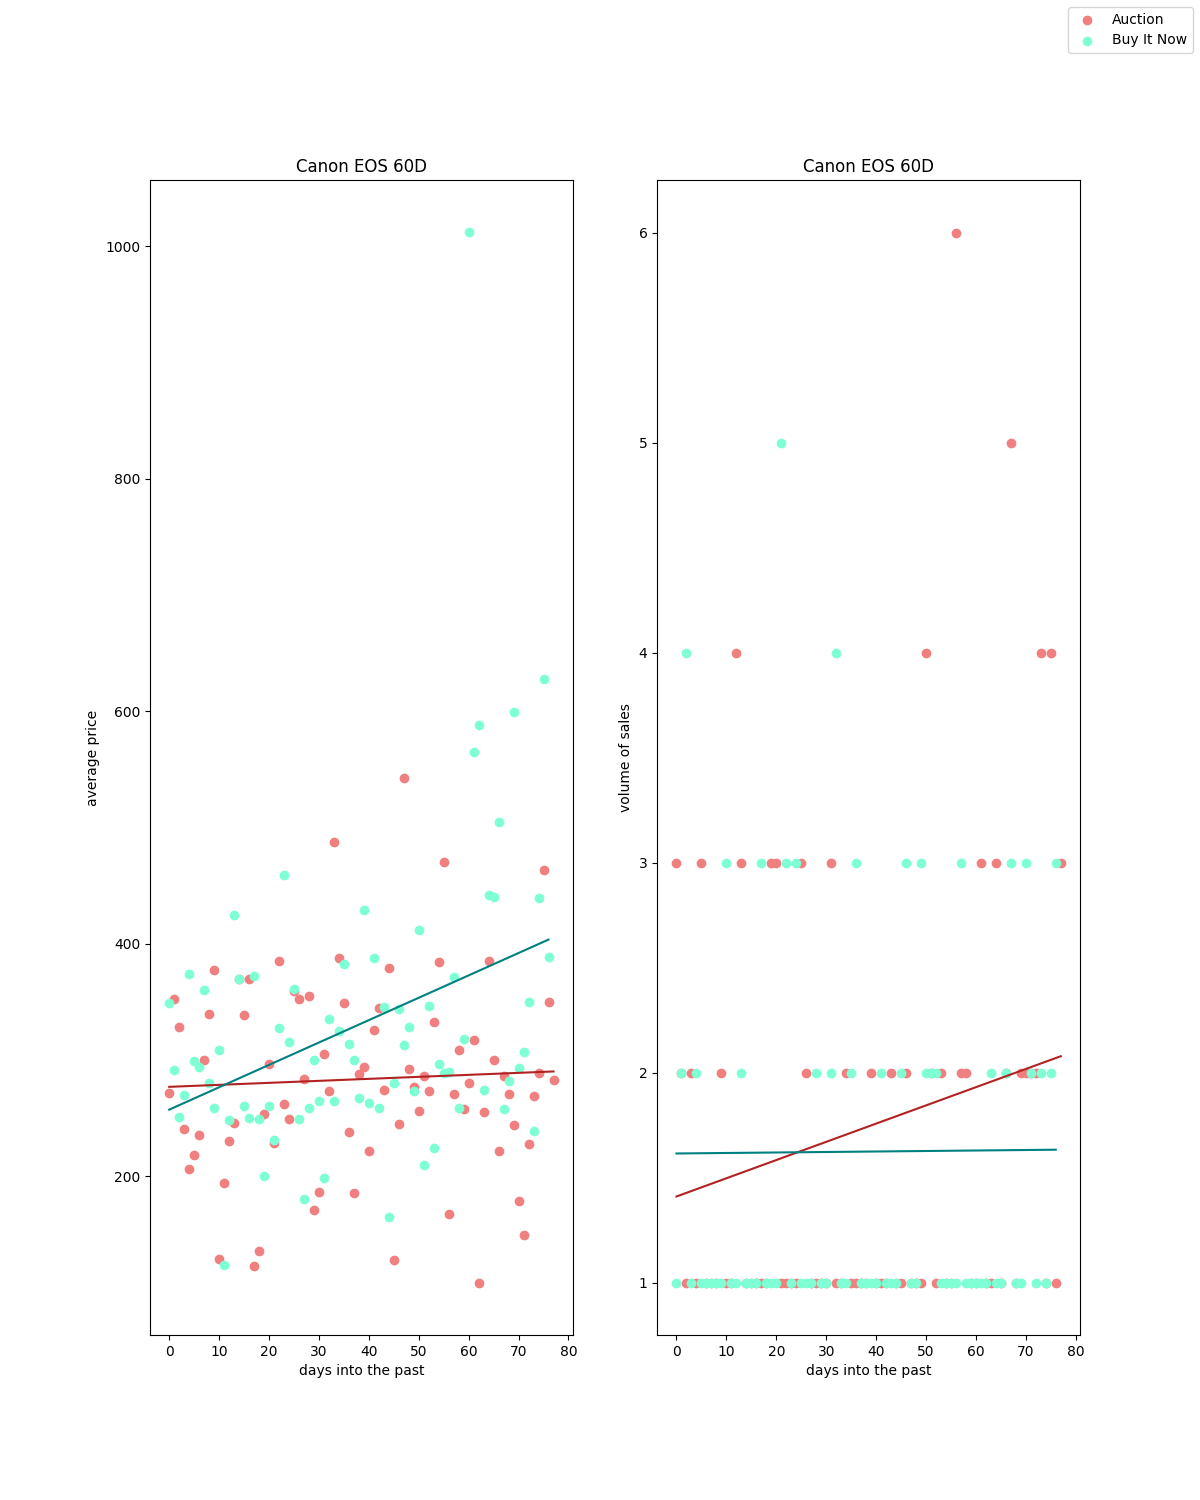 Auction
Buy It Now
Canon EOS 60D
average price
1000
800
600
400
200
0 10 20 30 40 50 60 70 80
days into the past
Canon EOS 60D
volume of sales
6
5
4
3
2
1
0 10 20 30 40 50 60 70 80
days into the past